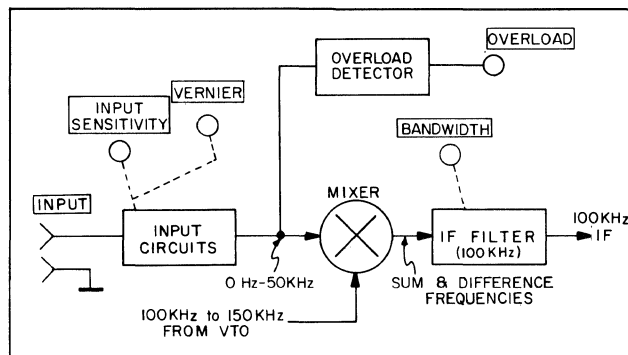 OVERLOAD
OVERLOAD
DETECTOR
VERNIER
INPUT
SENSITIVITY
BANDWIDTH
MIXER
INPUT
INPUT
CIRCUITS
IF FILTER
(100KHz)
100KHz
IF
0 Hz-50KHz
SUM & DIFFERENCE
FREQUENCIES
100KHz to 150KHz
FROM VTO